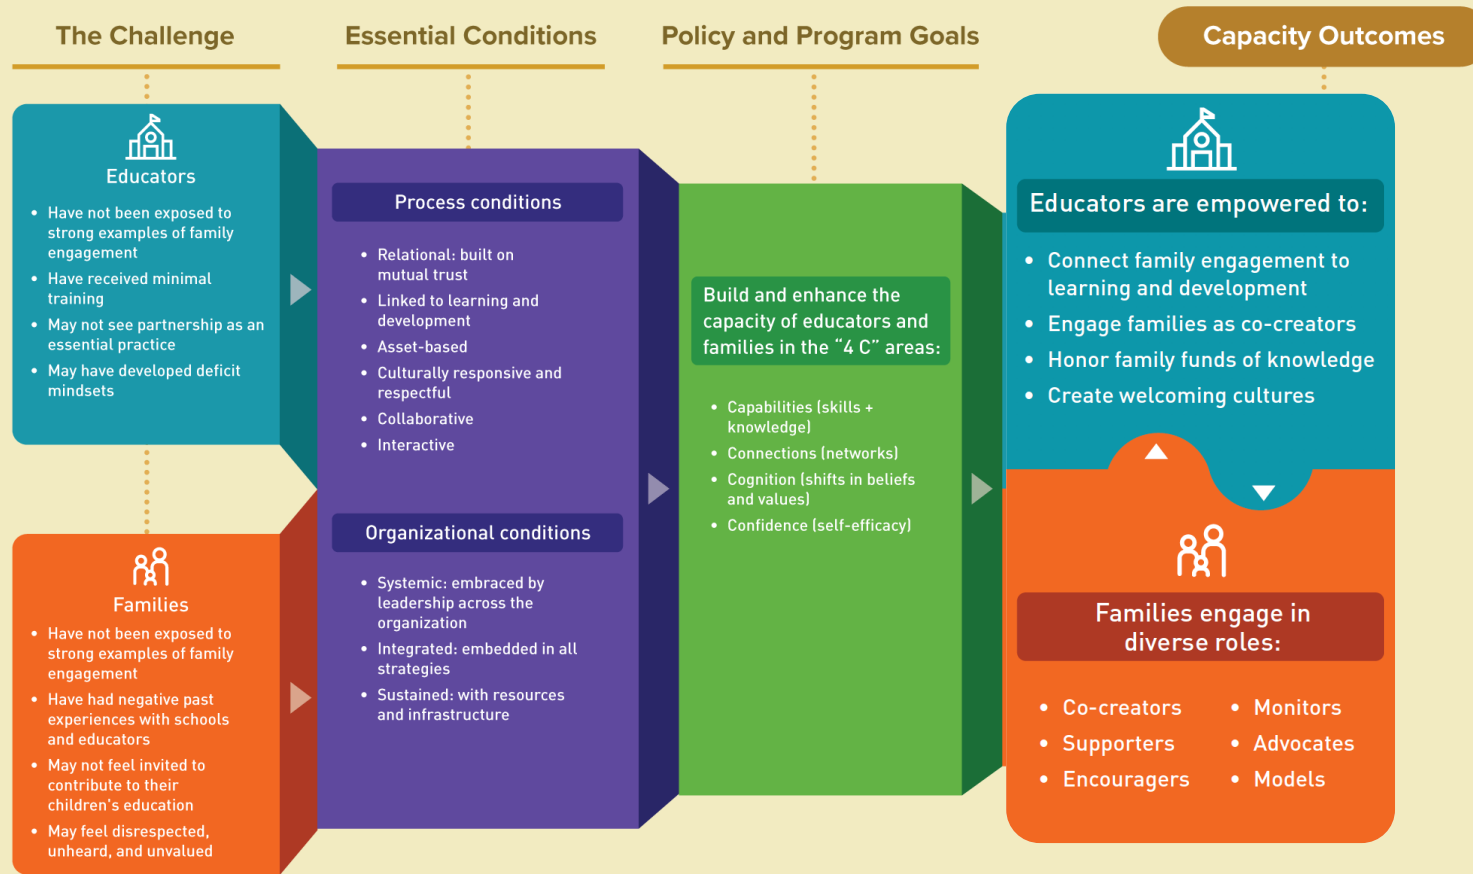 The Challenge
Educators
• Have not been exposed to
strong examples of family
engagement
• Have received minimal
training
• May not see partnership as an
essential practice
• May have developed deficit
mindsets
Families
• Have not been exposed to
strong examples of family
engagement
• Have had negative past
experiences with schools
and educators
• May not feel invited to
contribute to their
children's education
• May feel disrespected,
unheard, and unvalued
Essential Conditions
Process conditions
• Relational: built on
mutual trust
• Linked to learning and
development
• Asset-based
• Culturally responsive and
respectful
• Collaborative
• Interactive
Organizational conditions
• Systemic: embraced by
leadership across the
organization
• Integrated: embedded in all
strategies
• Sustained: with resources
and infrastructure
Policy and Program Goals
Build and enhance the
capacity of educators and
families in the “4 C” areas:
• Capabilities (skills +
knowledge)
• Connections (networks)
• Cognition (shifts in beliefs
and values)
• Confidence (self-efficacy)
Capacity Outcomes
Educators are empowered to:
• Connect family engagement to
learning and development
• Engage families as co-creators
• Honor family funds of knowledge
• Create welcoming cultures
Families engage in
diverse roles:
• Co-creators
• Supporters
• Encouragers
• Monitors
• Advocates
• Models